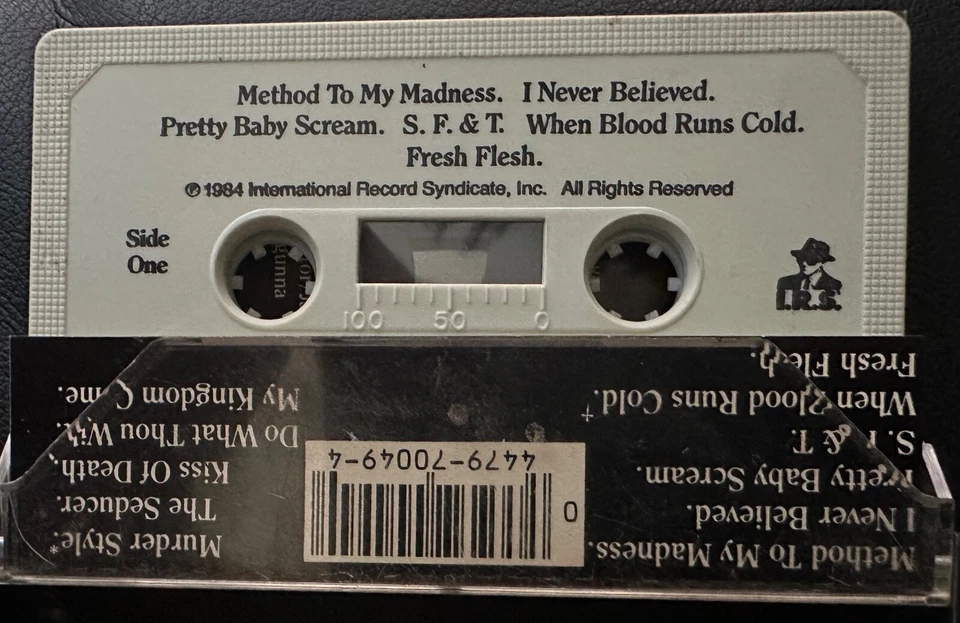 Method To My Madness. I Never Believed.
Pretty Baby Scream. S. F. & T. When Blood Runs Cold.
Fresh Flesh.
℗ 1984 International Record Syndicate, Inc. All Rights Reserved
Side
One
100 50 0
I.R.S.
Method To My Madness.
I Never Believed.
Pretty Baby Scream.
S. F. & T.
When Blood Runs Cold.†
Fresh Flesh.
0
4479-70049-4
Murder Style.*
The Seducer.
Kiss Of Death.
Do What Thou Wilt.
My Kingdom Come.